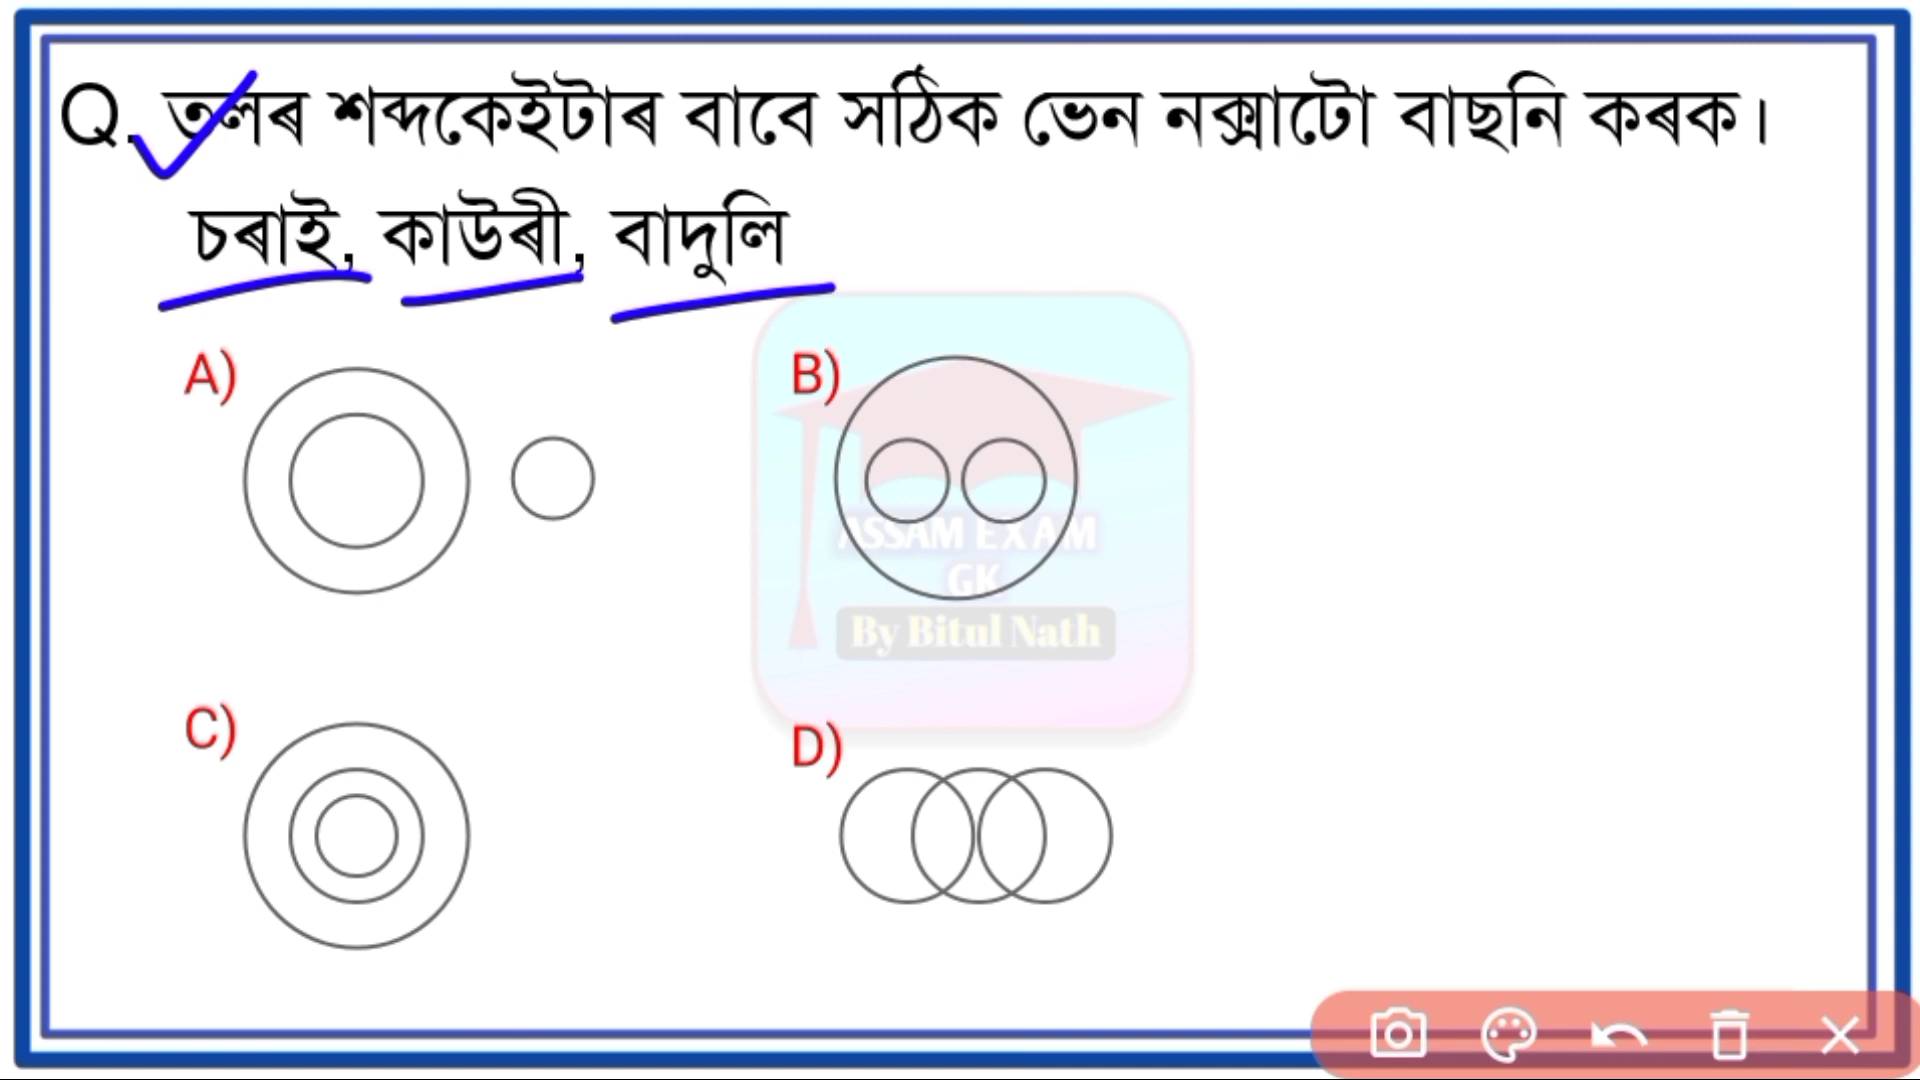 Q. তলৰ শব্দকেইটাৰ বাবে সঠিক ভেন নক্সাটো বাছনি কৰক।
চৰাই, কাউৰী, বাদুলি
A)
B)
ASSAM EXAM
GK
By Bitul Nath
C)
D)